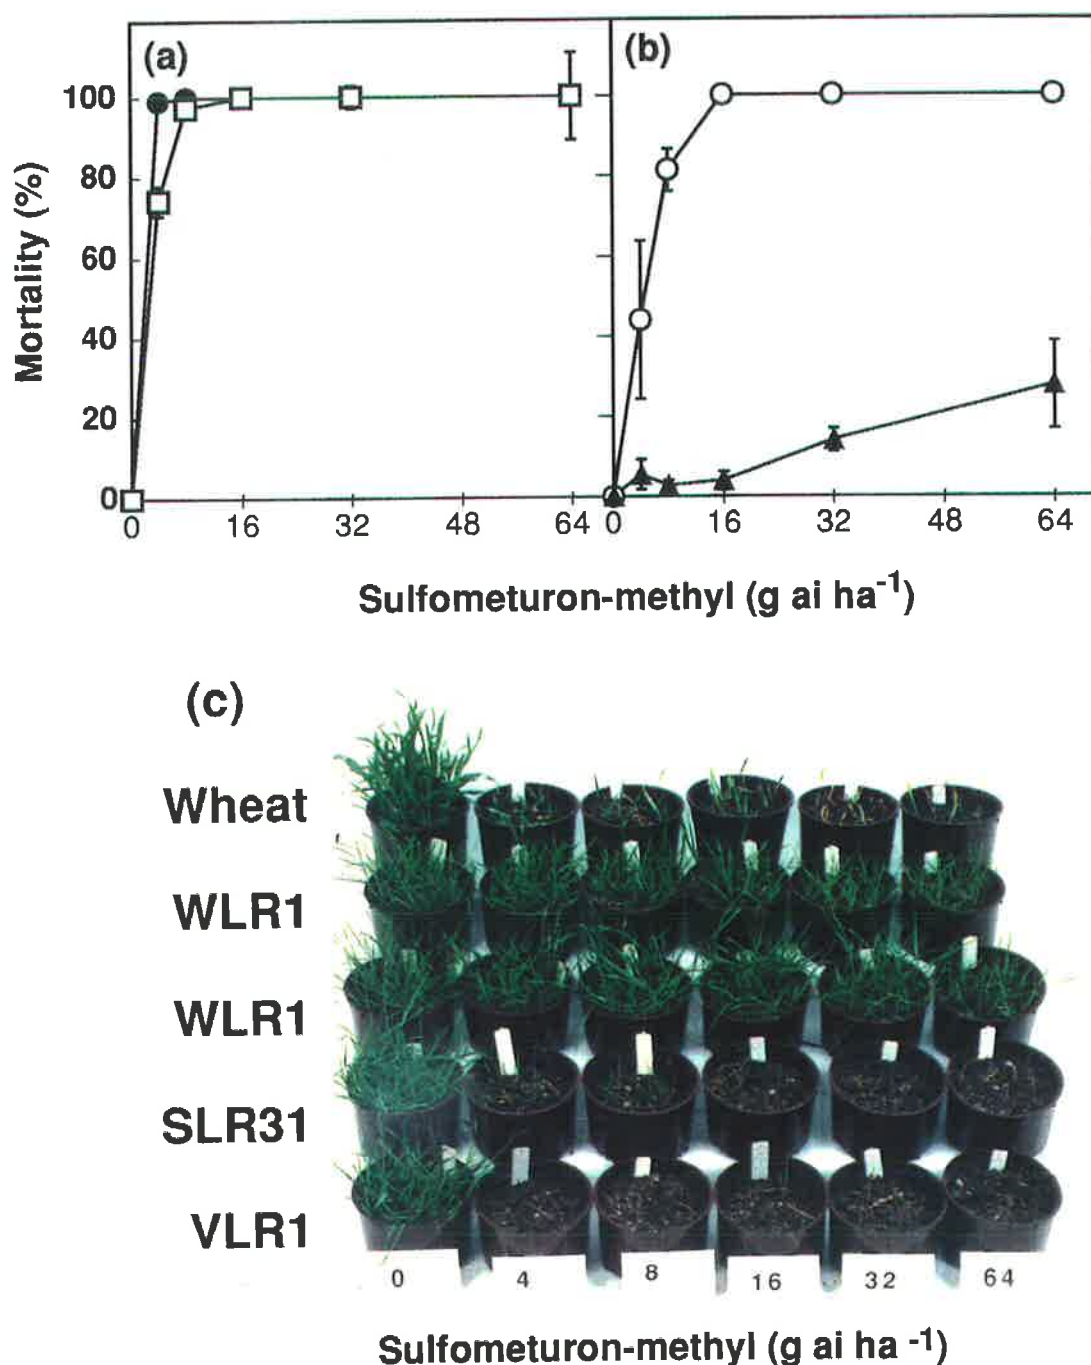 (a) (b)
Mortality (%)
100
80
60
40
20
0
0 16 32 48 64 0 16 32 48 64
Sulfometuron-methyl (g ai ha⁻¹)
(c)
Wheat
WLR1
WLR1
SLR31
VLR1
0 4 8 16 32 64
Sulfometuron-methyl (g ai ha ⁻¹)